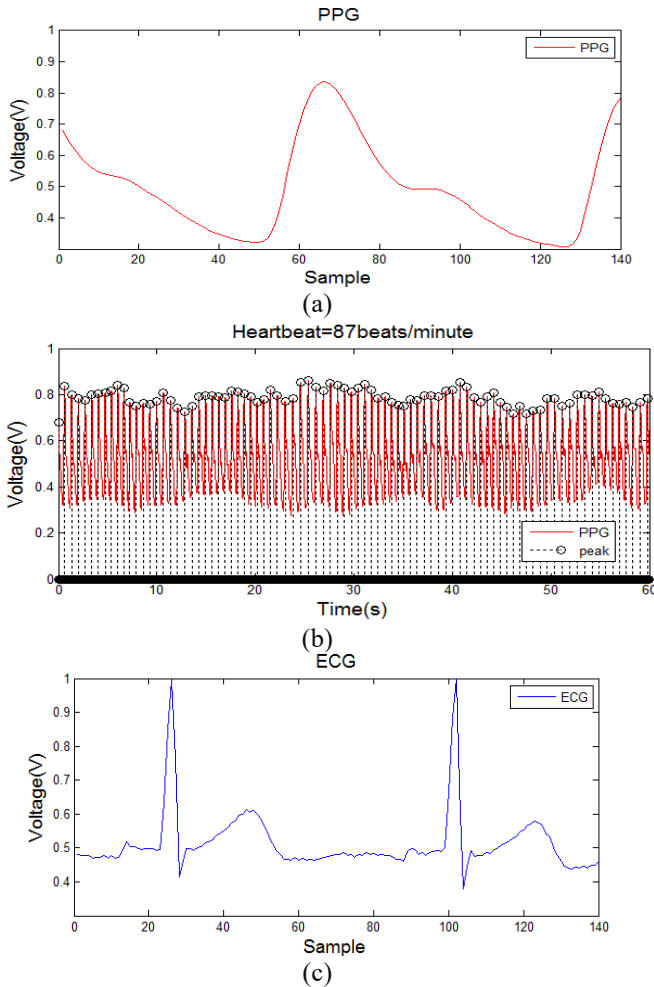 PPG
1
0.9
0.8
0.7
0.6
0.5
0.4
Voltage(V)
PPG
0 20 40 60 80 100 120 140
Sample
(a)
Heartbeat=87beats/minute
1
0.8
0.6
0.4
0.2
0
Voltage(V)
PPG
peak
0 10 20 30 40 50 60
Time(s)
(b)
ECG
1
0.9
0.8
0.7
0.6
0.5
0.4
Voltage(V)
ECG
0 20 40 60 80 100 120 140
Sample
(c)